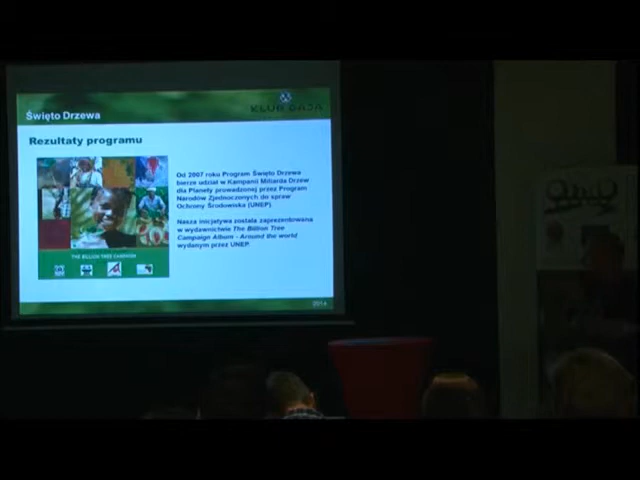 KLUB GAJA
Święto Drzewa
Rezultaty programu
Od 2007 roku Program Święto Drzewa
bierze udział w Kampanii Miliarda Drzew
dla Planety prowadzonej przez Program
Narodów Zjednoczonych do spraw
Ochrony Środowiska (UNEP).
Nasza inicjatywa została zaprezentowana
w wydawnictwie The Billion Tree
Campaign Album - Around the world
wydanym przez UNEP.
THE BILLION TREE CAMPAIGN